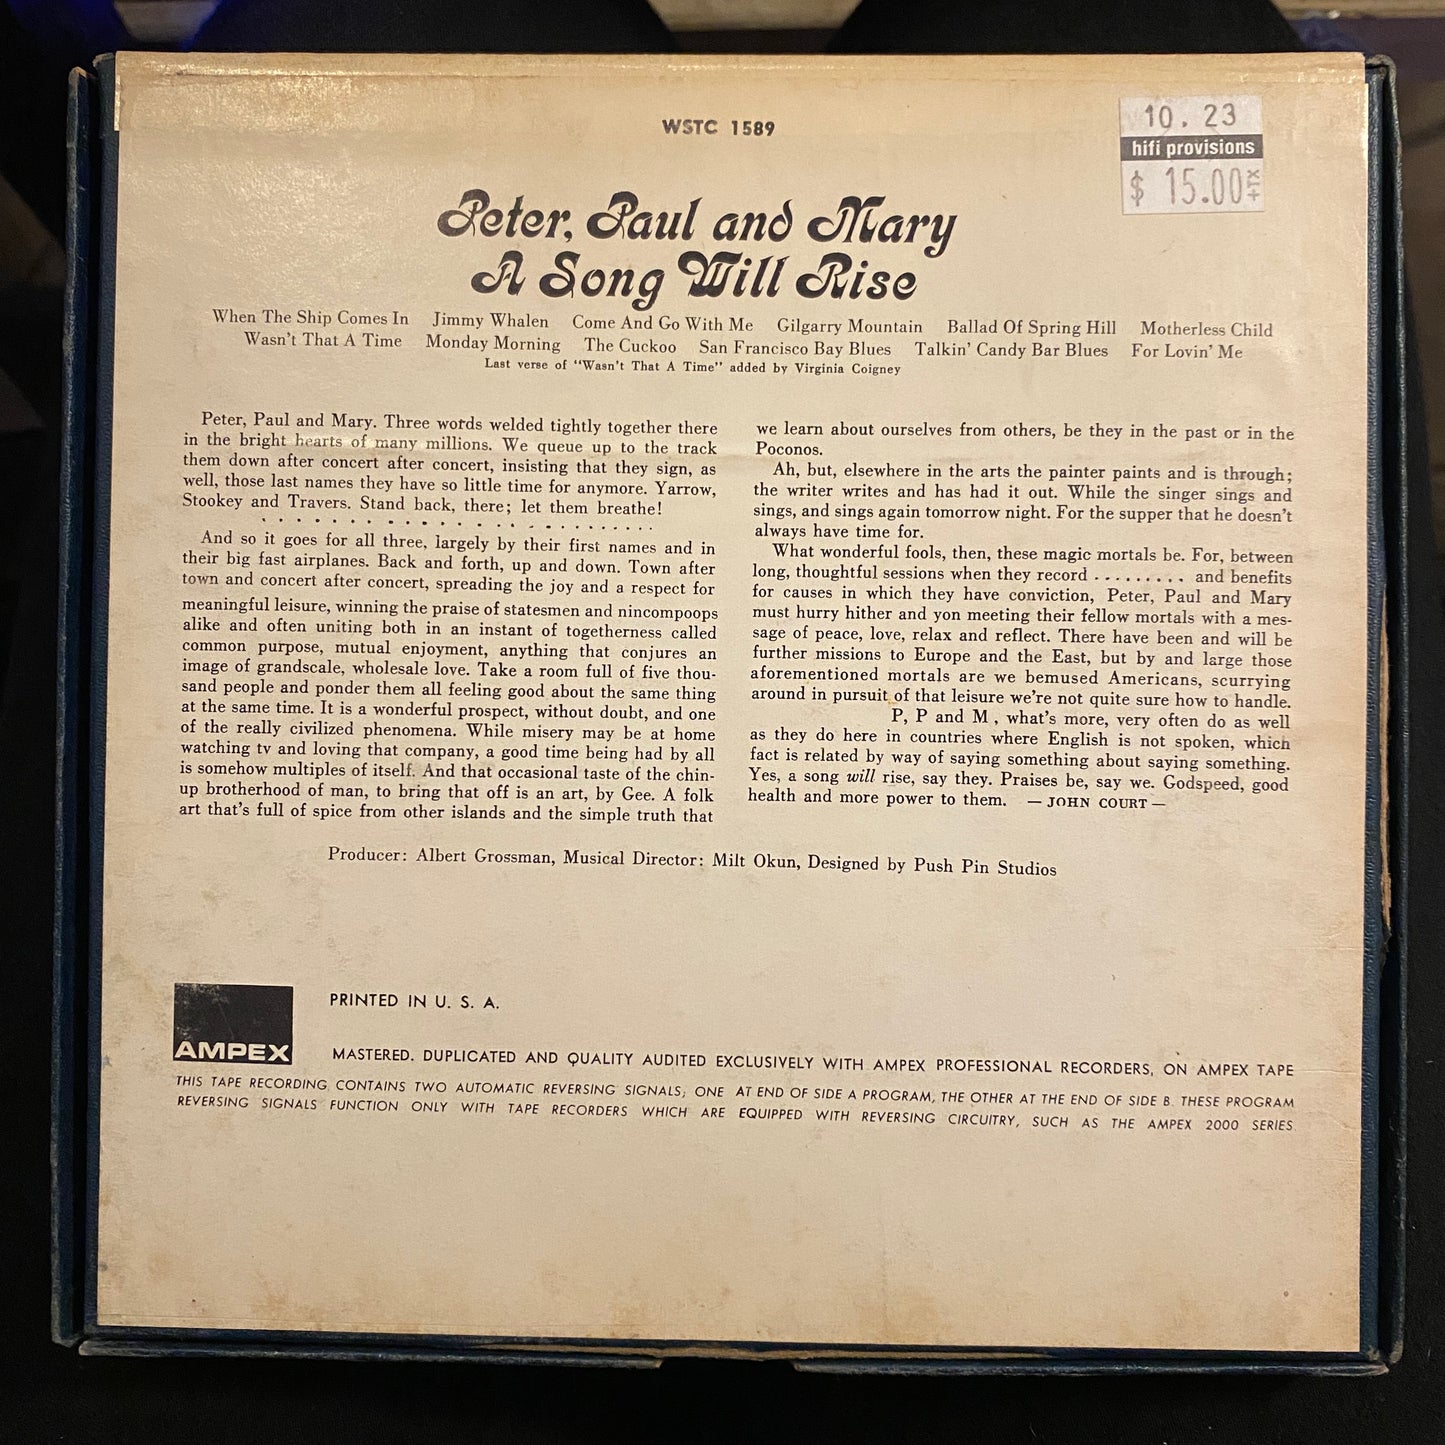 WSTC 1589
10. 23
hifi provisions
$ 15.00 +TX
Peter, Paul and Mary
A Song Will Rise
When The Ship Comes In Jimmy Whalen Come And Go With Me Gilgarry Mountain Ballad Of Spring Hill Motherless Child
Wasn't That A Time Monday Morning The Cuckoo San Francisco Bay Blues Talkin' Candy Bar Blues For Lovin' Me
Last verse of "Wasn't That A Time" added by Virginia Coigney
Peter, Paul and Mary. Three words welded tightly together there
in the bright hearts of many millions. We queue up to the track
them down after concert after concert, insisting that they sign, as
well, those last names they have so little time for anymore. Yarrow,
Stookey and Travers. Stand back, there; let them breathe!
. . . . . . . . . . . . . . . . . . . . . . . .
And so it goes for all three, largely by their first names and in
their big fast airplanes. Back and forth, up and down. Town after
town and concert after concert, spreading the joy and a respect for
meaningful leisure, winning the praise of statesmen and nincompoops
alike and often uniting both in an instant of togetherness called
common purpose, mutual enjoyment, anything that conjures an
image of grandscale, wholesale love. Take a room full of five thou-
sand people and ponder them all feeling good about the same thing
at the same time. It is a wonderful prospect, without doubt, and one
of the really civilized phenomena. While misery may be at home
watching tv and loving that company, a good time being had by all
is somehow multiples of itself. And that occasional taste of the chin-
up brotherhood of man, to bring that off is an art, by Gee. A folk
art that's full of spice from other islands and the simple truth that
we learn about ourselves from others, be they in the past or in the
Poconos.
Ah, but, elsewhere in the arts the painter paints and is through;
the writer writes and has had it out. While the singer sings and
sings, and sings again tomorrow night. For the supper that he doesn't
always have time for.
What wonderful fools, then, these magic mortals be. For, between
long, thoughtful sessions when they record . . . . . . . . . and benefits
for causes in which they have conviction, Peter, Paul and Mary
must hurry hither and yon meeting their fellow mortals with a mes-
sage of peace, love, relax and reflect. There have been and will be
further missions to Europe and the East, but by and large those
aforementioned mortals are we bemused Americans, scurrying
around in pursuit of that leisure we're not quite sure how to handle.
P, P and M , what's more, very often do as well
as they do here in countries where English is not spoken, which
fact is related by way of saying something about saying something.
Yes, a song will rise, say they. Praises be, say we. Godspeed, good
health and more power to them. — JOHN COURT —
Producer: Albert Grossman, Musical Director: Milt Okun, Designed by Push Pin Studios
AMPEX
PRINTED IN U. S. A.
MASTERED. DUPLICATED AND QUALITY AUDITED EXCLUSIVELY WITH AMPEX PROFESSIONAL RECORDERS, ON AMPEX TAPE
THIS TAPE RECORDING CONTAINS TWO AUTOMATIC REVERSING SIGNALS; ONE AT END OF SIDE A PROGRAM, THE OTHER AT THE END OF SIDE B. THESE PROGRAM
REVERSING SIGNALS FUNCTION ONLY WITH TAPE RECORDERS WHICH ARE EQUIPPED WITH REVERSING CIRCUITRY, SUCH AS THE AMPEX 2000 SERIES